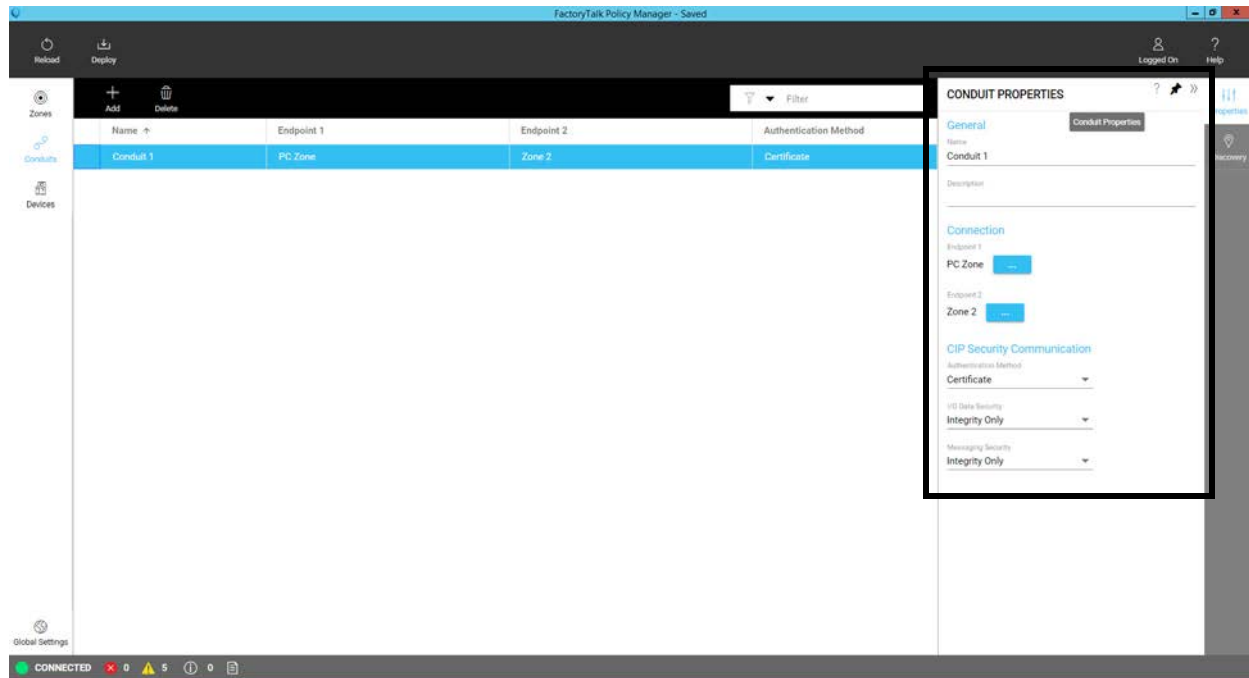 FactoryTalk Policy Manager - Saved
Reload
Deploy
Logged On
?
Help
Zones
Conduits
Devices
Global Settings
Add
Delete
Filter
Name
Endpoint 1
Endpoint 2
Authentication Method
Conduit 1
PC Zone
Zone 2
Certificate
CONDUIT PROPERTIES
?
Conduit Properties
General
Name
Conduit 1
Description
Connection
Endpoint 1
PC Zone
...
Endpoint 2
Zone 2
...
CIP Security Communication
Authentication Method
Certificate
I/O Data Security
Integrity Only
Messaging Security
Integrity Only
operties
Recovery
CONNECTED 0 5 0